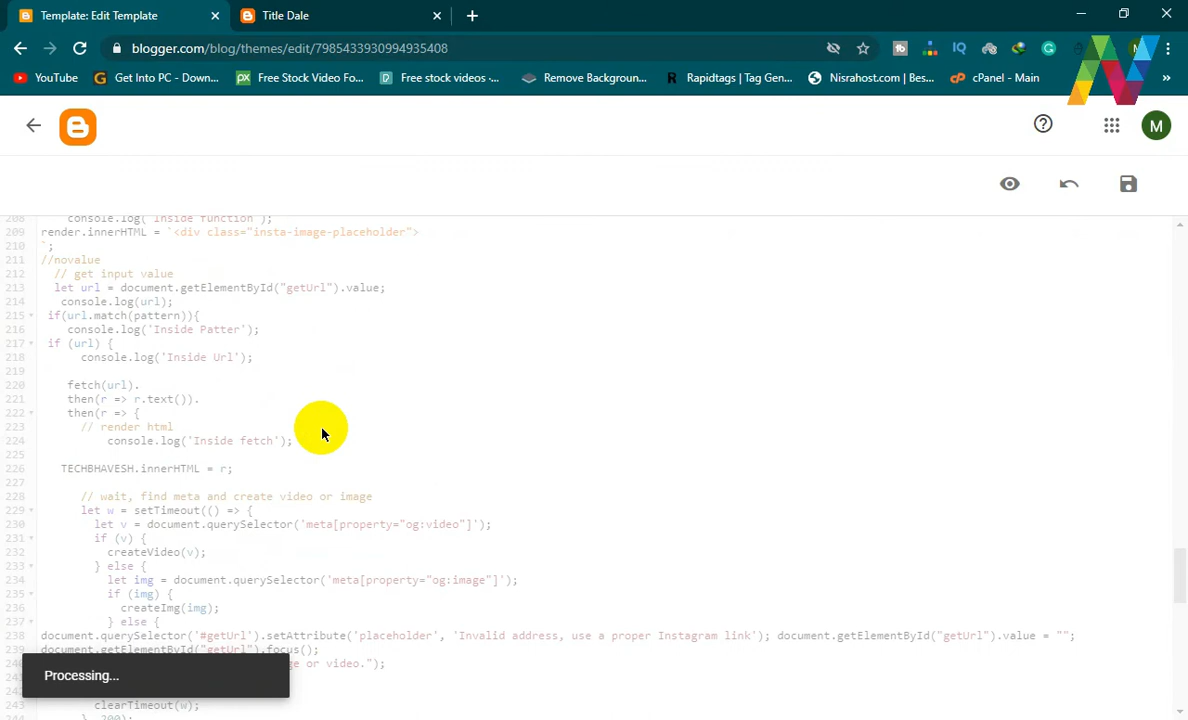 Template: Edit Template
Title Dale
blogger.com/blog/themes/edit/7985433930994935408
YouTube
Get Into PC - Down...
Free Stock Video Fo...
Free stock videos -...
Remove Backgroun...
Rapidtags | Tag Gen...
Nisrahost.com | Bes...
cPanel - Main
M
208 console.log('Inside function');
209 render.innerHTML = `<div class="insta-image-placeholder">
210 `;
211 //novalue
212 // get input value
213 let url = document.getElementById("getUrl").value;
214 console.log(url);
215 if(url.match(pattern)){
216 console.log('Inside Patter');
217 if (url) {
218 console.log('Inside Url');
219
220 fetch(url).
221 then(r => r.text()).
222 then(r => {
223 // render html
224 console.log('Inside fetch');
225
226 TECHBHAVESH.innerHTML = r;
227
228 // wait, find meta and create video or image
229 let w = setTimeout(() => {
230 let v = document.querySelector('meta[property="og:video"]');
231 if (v) {
232 createVideo(v);
233 } else {
234 let img = document.querySelector('meta[property="og:image"]');
235 if (img) {
236 createImg(img);
237 } else {
238 document.querySelector('#getUrl').setAttribute('placeholder', 'Invalid address, use a proper Instagram link'); document.getElementById("getUrl").value = "";
239 document.getElementById("getUrl").focus();
ge or video.");
Processing...
243 clearTimeout(w);
244 }, 200);